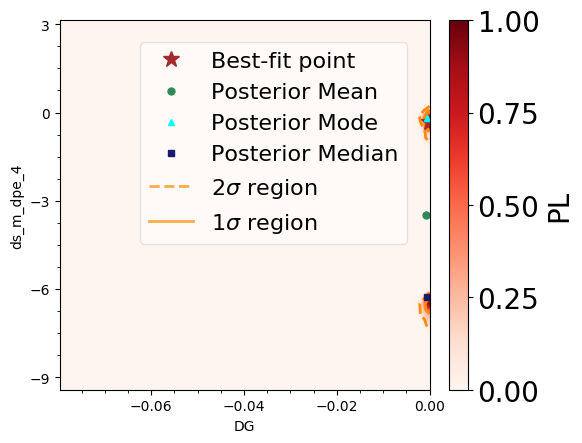 3
0
−3
−6
−9
ds_m_dpe_4
Best-fit point
Posterior Mean
Posterior Mode
Posterior Median
2σ region
1σ region
−0.06
−0.04
−0.02
0.00
DG
1.00
0.75
0.50
0.25
0.00
PL